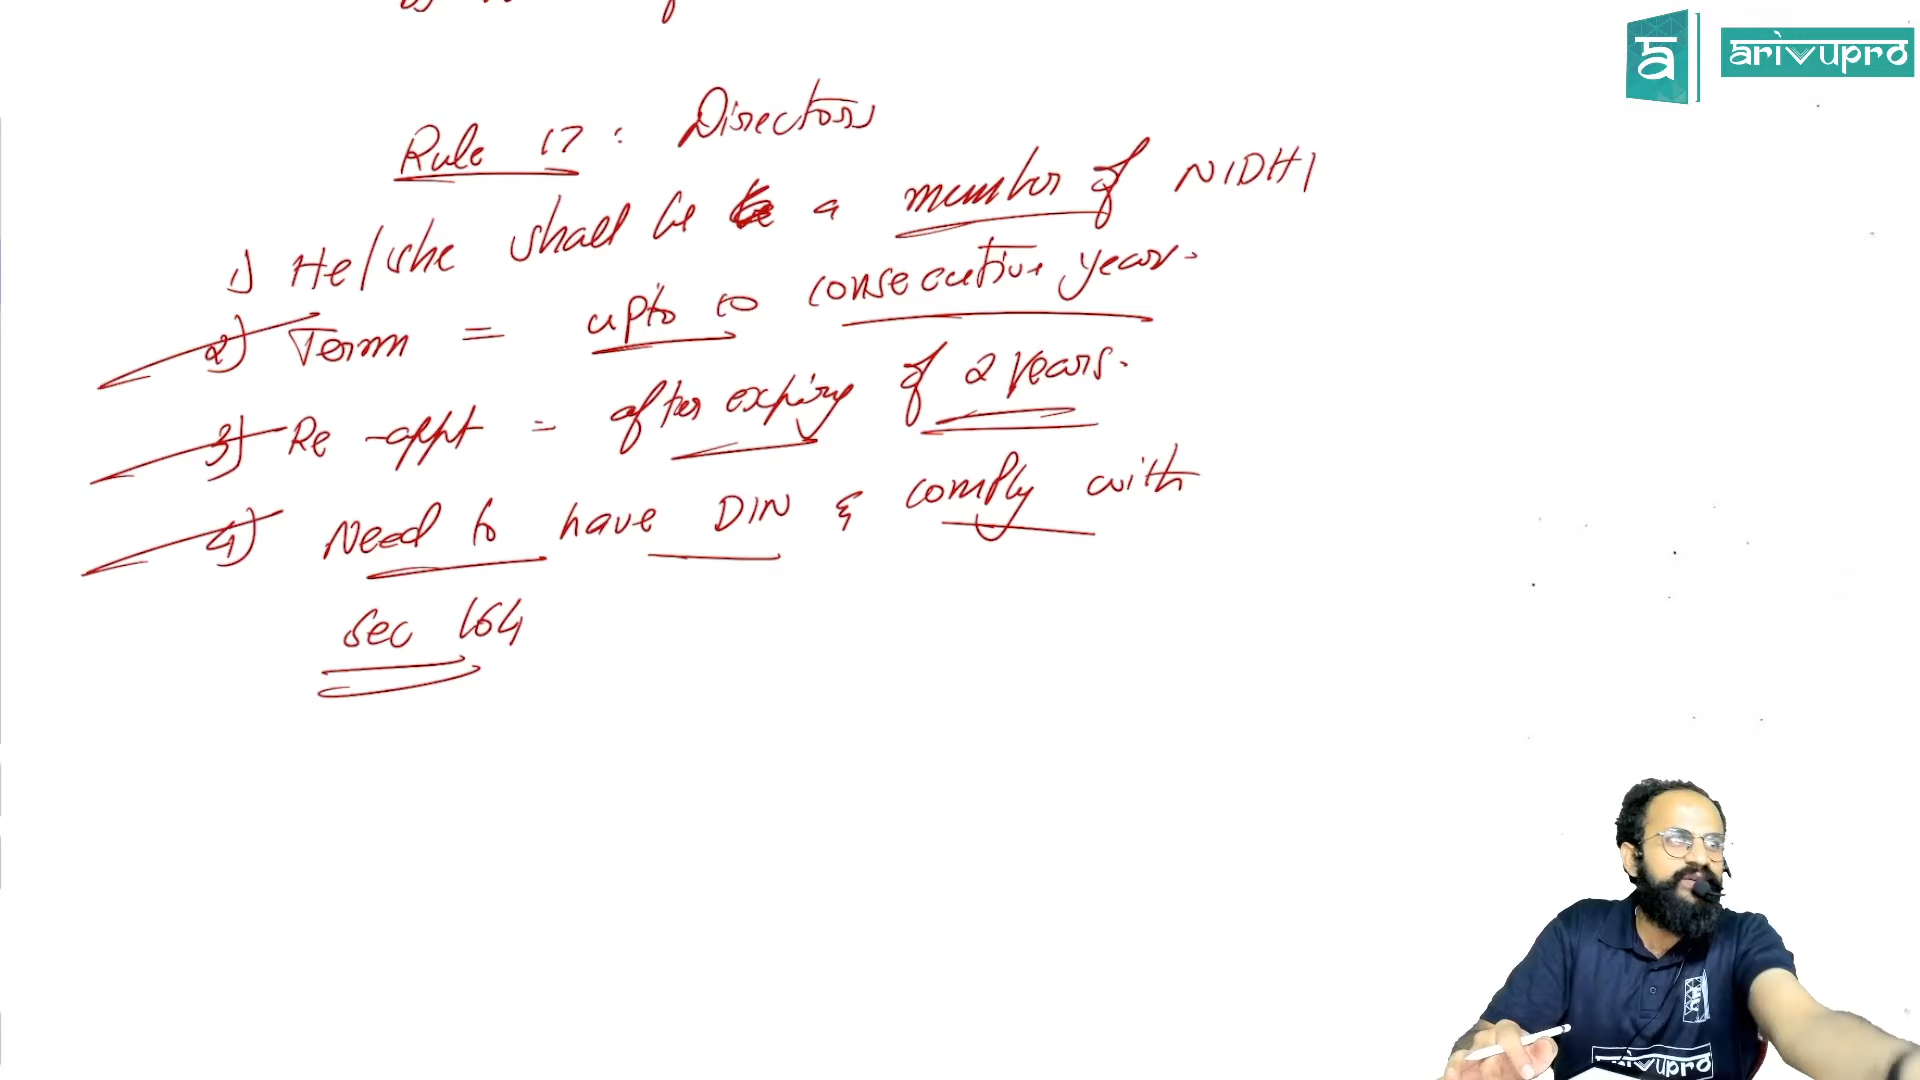 arivupro
Rule 17 : Directors
1) He/she shall be a member of NIDHI
2) Term = upto 10 consecutive years.
3) Re-appt = after expiry of 2 years.
4) Need to have DIN & comply with
sec 164
arivupro